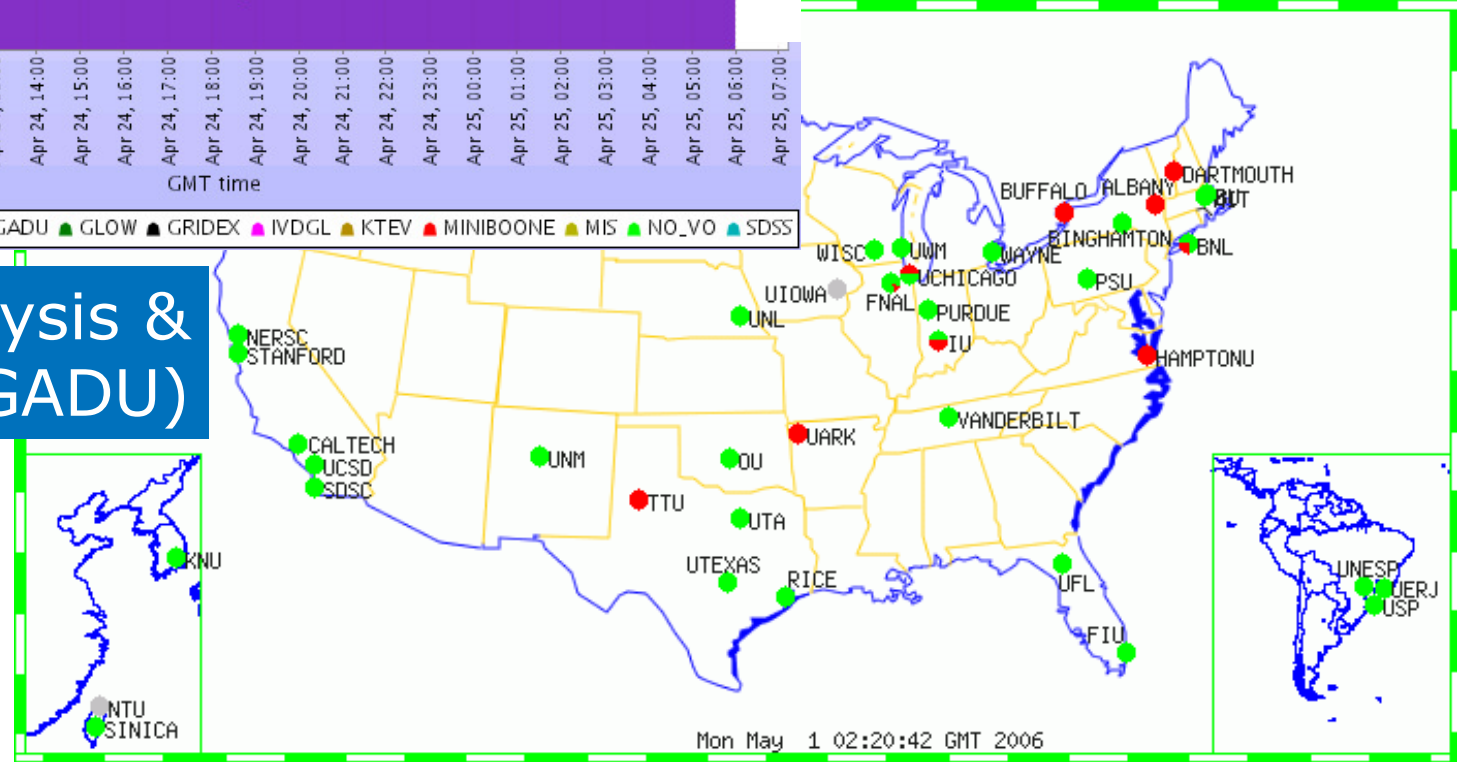 Apr 24, 14:00
Apr 24, 15:00
Apr 24, 16:00
Apr 24, 17:00
Apr 24, 18:00
Apr 24, 19:00
Apr 24, 20:00
Apr 24, 21:00
Apr 24, 22:00
Apr 24, 23:00
Apr 25, 00:00
Apr 25, 01:00
Apr 25, 02:00
Apr 25, 03:00
Apr 25, 04:00
Apr 25, 05:00
Apr 25, 06:00
Apr 25, 07:00
GMT time
GADU GLOW GRIDEX IVDGL KTEV MINIBOONE MIS NO_VO SDSS
ysis &
GADU)
DARTMOUTH
BUFFALO
ALBANY
BINGHAMTON
BNL
WISC
UWM
WAYNE
UCHICAGO
PSU
UIOWA
FNAL
PURDUE
UNL
IU
NERSC
STANFORD
HAMPTONU
VANDERBILT
UARK
CALTECH
UCSD
SDSC
UNM
OU
TTU
UTA
UTEXAS
RICE
UFL
FIU
KNU
NTU
SINICA
UNESP
UERJ
USP
Mon May 1 02:20:42 GMT 2006